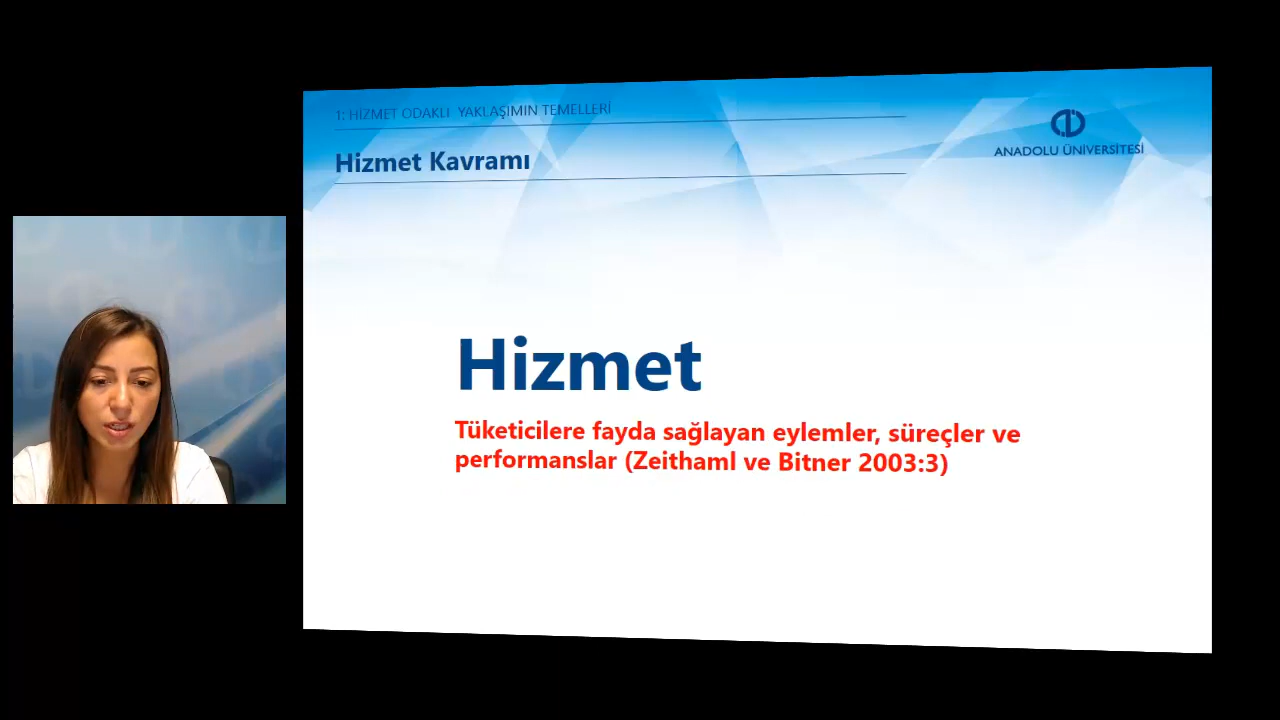 1: HİZMET ODAKLI YAKLAŞIMIN TEMELLERİ
Hizmet Kavramı
ANADOLU ÜNİVERSİTESİ
Hizmet
Tüketicilere fayda sağlayan eylemler, süreçler ve
performanslar (Zeithaml ve Bitner 2003:3)